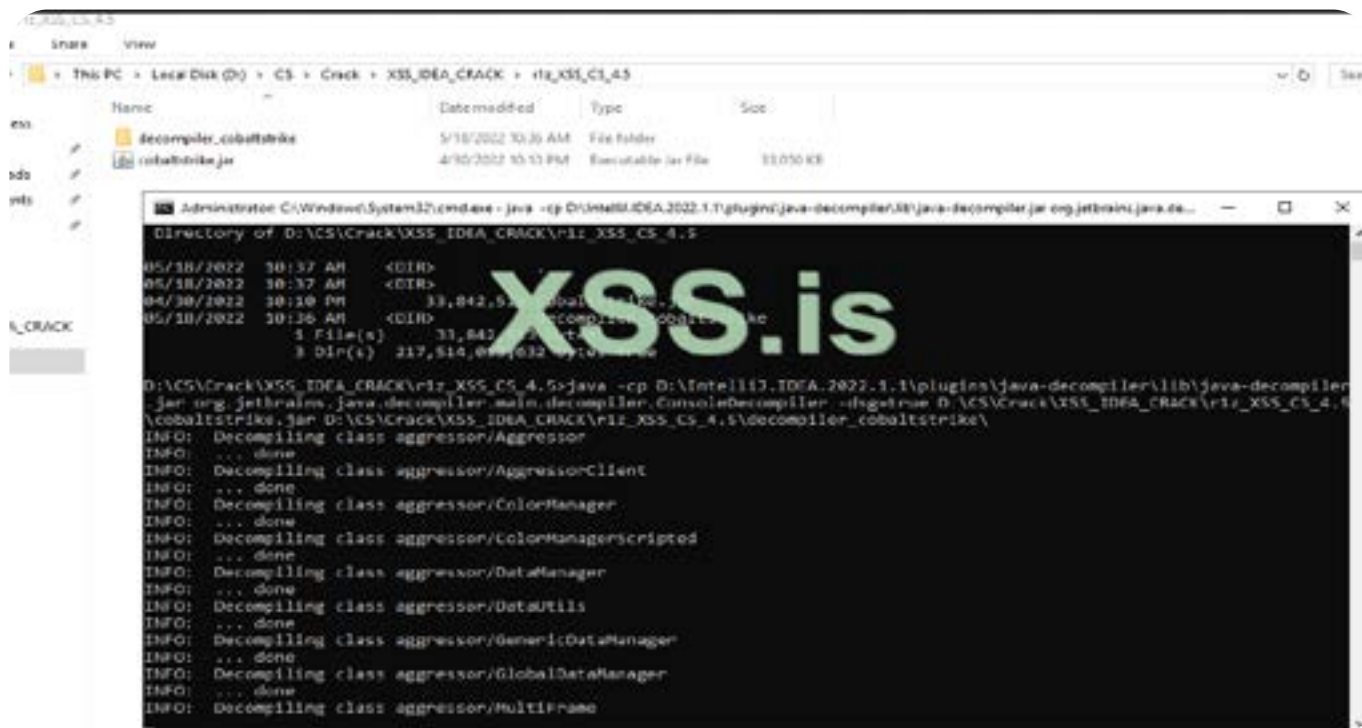 Share View
This PC › Local Disk (D:) › CS › Crack › XSS_IDEA_CRACK › r1z_XSS_CS_4.5
Name Date modified Type Size
decompiler_cobaltstrike 5/18/2022 10:36 AM File folder
cobaltstrike.jar 4/30/2022 10:10 PM Executable Jar File
Administrator: C:\Windows\System32\cmd.exe - java -cp D:\IntelliJ.IDEA.2022.1.1\plugins\java-decompiler\lib\java-decompiler.jar org.jetbrains.java.de...
Directory of D:\CS\Crack\XSS_IDEA_CRACK\r1z_XSS_CS_4.5
05/18/2022 10:37 AM <DIR>
05/18/2022 10:37 AM <DIR>
04/30/2022 10:10 PM
05/18/2022 10:36 AM <DIR>
XSS.is
File(s)
3 Dir(s)
D:\CS\Crack\XSS_IDEA_CRACK\r1z_XSS_CS_4.5>java -cp D:\IntelliJ.IDEA.2022.1.1\plugins\java-decompiler\lib\java-decompiler
.jar org.jetbrains.java.decompiler.main.decompiler.ConsoleDecompiler -dsg=true D:\CS\Crack\XSS_IDEA_CRACK\r1z_XSS_CS_4.5
\cobaltstrike.jar D:\CS\Crack\XSS_IDEA_CRACK\r1z_XSS_CS_4.5\decompiler_cobaltstrike\
INFO: Decompiling class aggressor/Aggressor
INFO: ... done
INFO: Decompiling class aggressor/AggressorClient
INFO: ... done
INFO: Decompiling class aggressor/ColorManager
INFO: ... done
INFO: Decompiling class aggressor/ColorManagerScripted
INFO: ... done
INFO: Decompiling class aggressor/DataManager
INFO: ... done
INFO: Decompiling class aggressor/DataUtils
INFO: ... done
INFO: Decompiling class aggressor/GenericDataManager
INFO: ... done
INFO: Decompiling class aggressor/GlobalDataManager
INFO: ... done
INFO: Decompiling class aggressor/MultiFrame